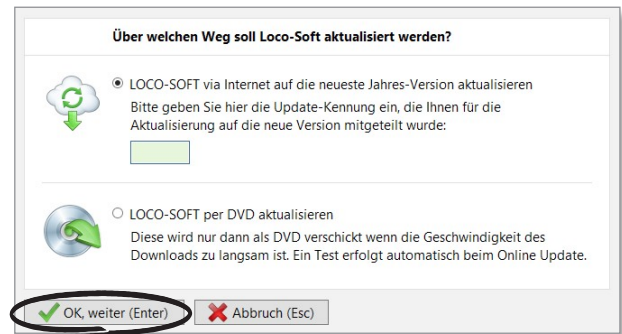 Über welchen Weg soll Loco-Soft aktualisiert werden?
LOCO-SOFT via Internet auf die neueste Jahres-Version aktualisieren
Bitte geben Sie hier die Update-Kennung ein, die Ihnen für die
Aktualisierung auf die neue Version mitgeteilt wurde:
LOCO-SOFT per DVD aktualisieren
Diese wird nur dann als DVD verschickt wenn die Geschwindigkeit des
Downloads zu langsam ist. Ein Test erfolgt automatisch beim Online Update.
OK, weiter (Enter) Abbruch (Esc)